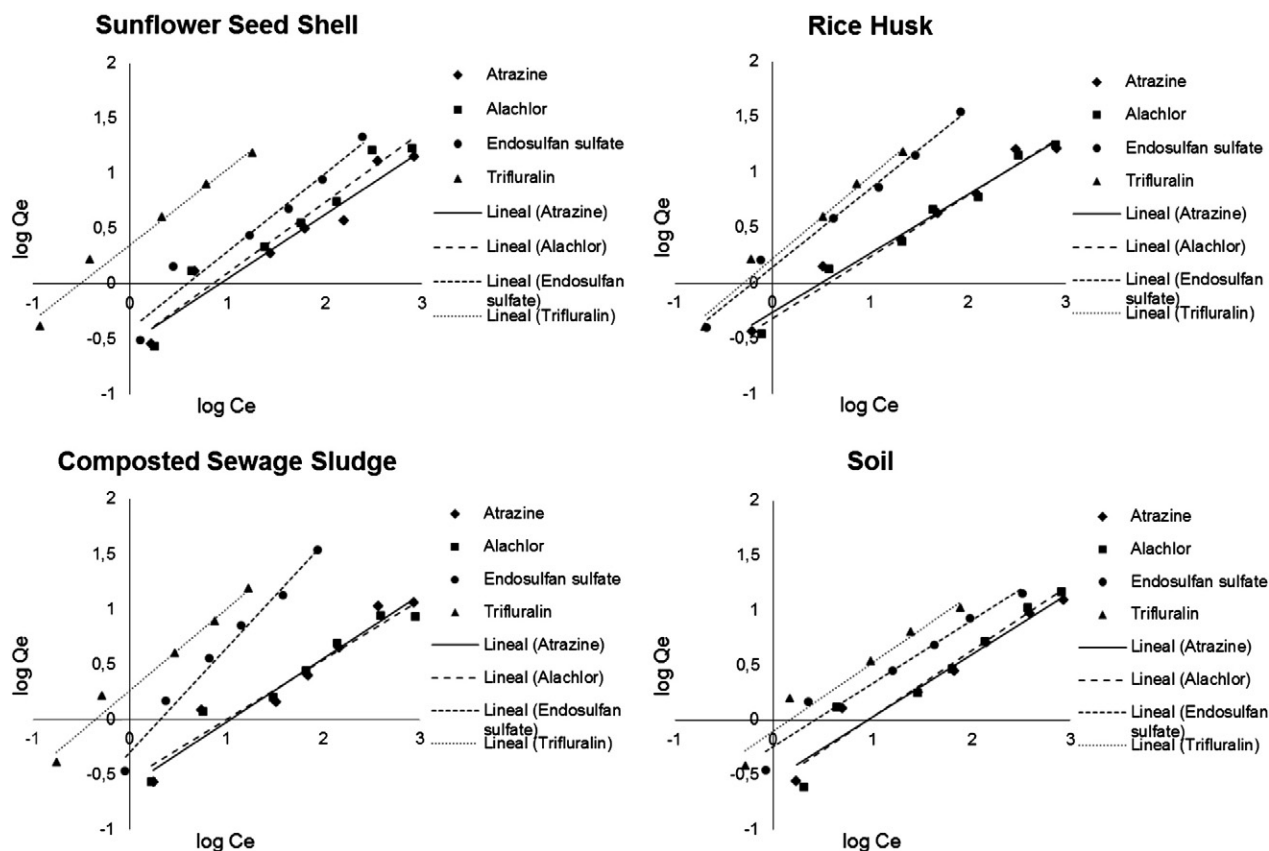 Sunflower Seed Shell
2
1,5
1
0,5
0
-0,5
-1
-1
0
1
2
3
log Qe
log Ce
Atrazine
Alachlor
Endosulfan sulfate
Trifluralin
Lineal (Atrazine)
Lineal (Alachlor)
Lineal (Endosulfan
sulfate)
Lineal (Trifluralin)
Rice Husk
2
1,5
1
0,5
0
-0,5
-1
-1
0
1
2
3
log Qe
log Ce
Atrazine
Alachlor
Endosulfan sulfate
Trifluralin
Lineal (Atrazine)
Lineal (Alachlor)
Lineal (Endosulfan
sulfate)
Lineal (Trifluralin)
Composted Sewage Sludge
2
1,5
1
0,5
0
-0,5
-1
-1
0
1
2
3
log Qe
log Ce
Atrazine
Alachlor
Endosulfan sulfate
Trifluralin
Lineal (Atrazine)
Lineal (Alachlor)
Lineal (Endosulfan
sulfate)
Lineal (Trifluralin)
Soil
2
1,5
1
0,5
0
-0,5
-1
-1
0
1
2
3
log Qe
log Ce
Atrazine
Alachlor
Endosulfan sulfate
Trifluralin
Lineal (Atrazine)
Lineal (Alachlor)
Lineal (Endosulfan
sulfate)
Lineal (Trifluralin)